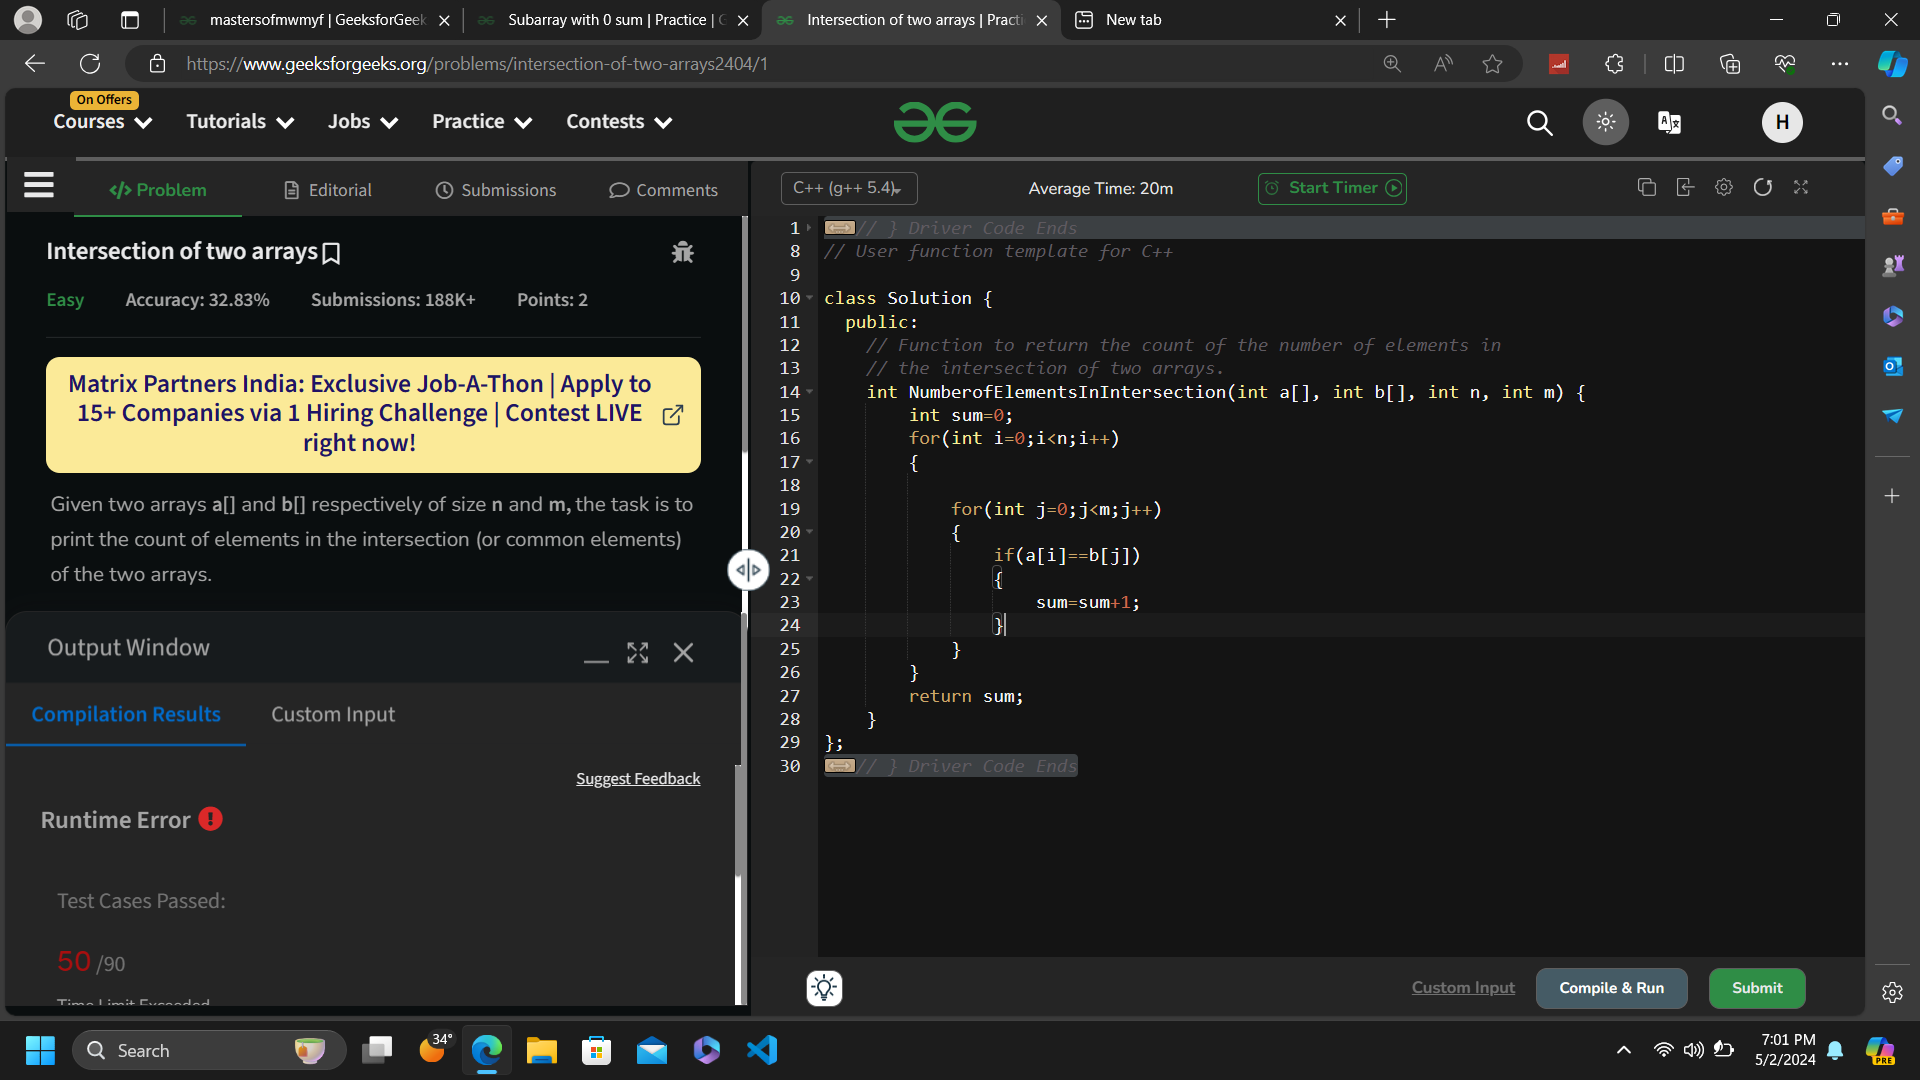 mastersofmwmyf | GeeksforGeek
Subarray with 0 sum | Practice | G
Intersection of two arrays | Practi
New tab
https://www.geeksforgeeks.org/problems/intersection-of-two-arrays2404/1
On Offers
Courses
Tutorials
Jobs
Practice
Contests
H
Problem
Editorial
Submissions
Comments
C++ (g++ 5.4)
Average Time: 20m
Start Timer
Intersection of two arrays
Easy
Accuracy: 32.83%
Submissions: 188K+
Points: 2
Matrix Partners India: Exclusive Job-A-Thon | Apply to
15+ Companies via 1 Hiring Challenge | Contest LIVE
right now!
Given two arrays a[] and b[] respectively of size n and m, the task is to
print the count of elements in the intersection (or common elements)
of the two arrays.
Output Window
Compilation Results
Custom Input
Suggest Feedback
Runtime Error
Test Cases Passed:
50 /90
Time Limit Exceeded
1 // } Driver Code Ends
8 // User function template for C++
9
10 class Solution {
11 public:
12 // Function to return the count of the number of elements in
13 // the intersection of two arrays.
14 int NumberofElementsInIntersection(int a[], int b[], int n, int m) {
15 int sum=0;
16 for(int i=0;i<n;i++)
17 {
18
19 for(int j=0;j<m;j++)
20 {
21 if(a[i]==b[j])
22 {
23 sum=sum+1;
24 }
25 }
26 }
27 return sum;
28 }
29 };
30 // } Driver Code Ends
Custom Input
Compile & Run
Submit
Search
34°
7:01 PM
5/2/2024
PRE